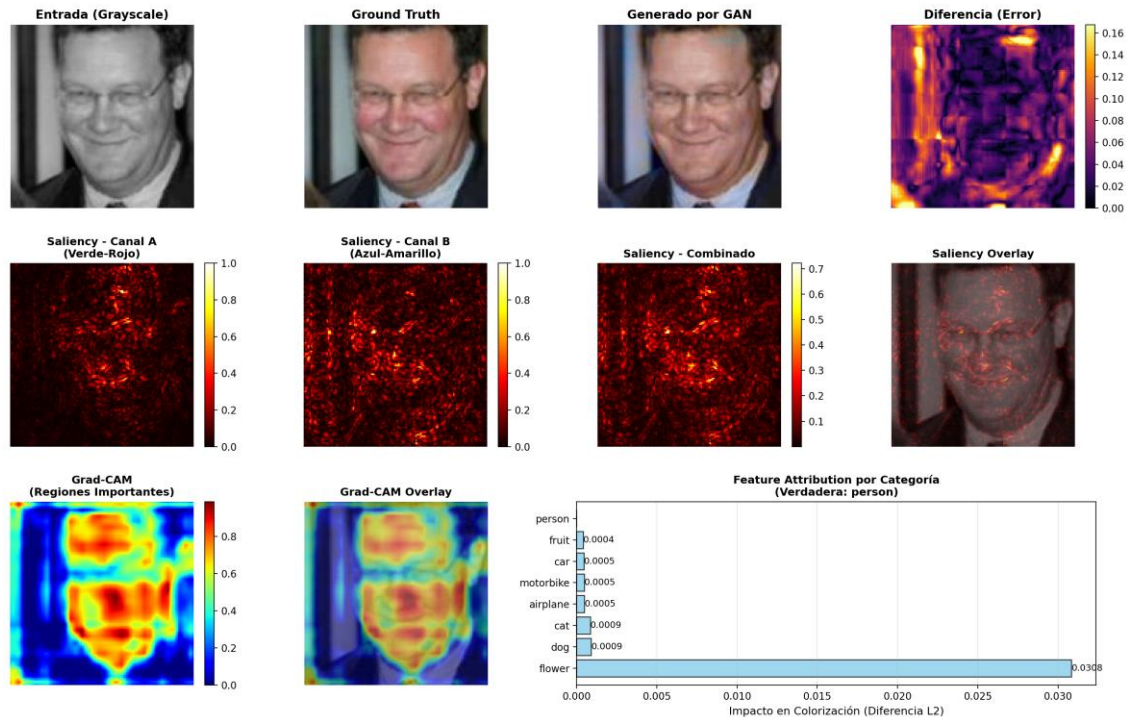 Entrada (Grayscale)
Ground Truth
Generado por GAN
Diferencia (Error)
0.16
0.14
0.12
0.10
0.08
0.06
0.04
0.02
0.00
Saliency - Canal A
(Verde-Rojo)
1.0
0.8
0.6
0.4
0.2
0.0
Saliency - Canal B
(Azul-Amarillo)
1.0
0.8
0.6
0.4
0.2
0.0
Saliency - Combinado
0.7
0.6
0.5
0.4
0.3
0.2
0.1
Saliency Overlay
Grad-CAM
(Regiones Importantes)
0.8
0.6
0.4
0.2
0.0
Grad-CAM Overlay
Feature Attribution por Categoría
(Verdadera: person)
person
fruit 0.0004
car 0.0005
motorbike 0.0005
airplane 0.0005
cat 0.0009
dog 0.0009
flower 0.0308
0.000 0.005 0.010 0.015 0.020 0.025 0.030
Impacto en Colorización (Diferencia L2)